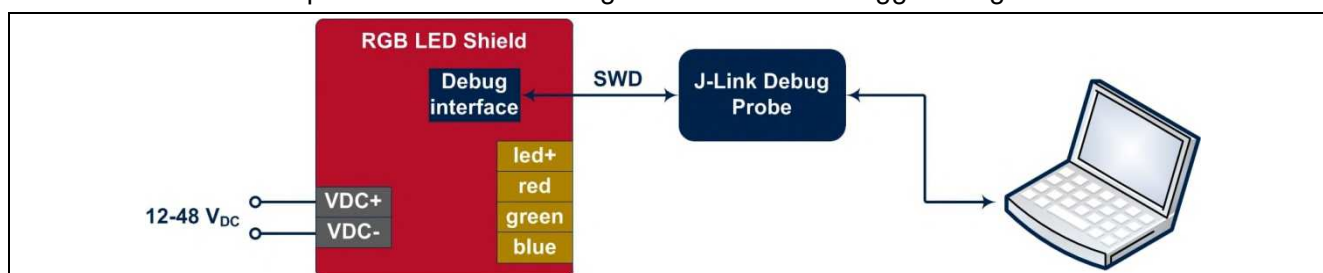 RGB LED Shield
Debug
interface
SWD
J-Link Debug
Probe
led+
red
green
blue
VDC+
VDC-
12-48 VDC